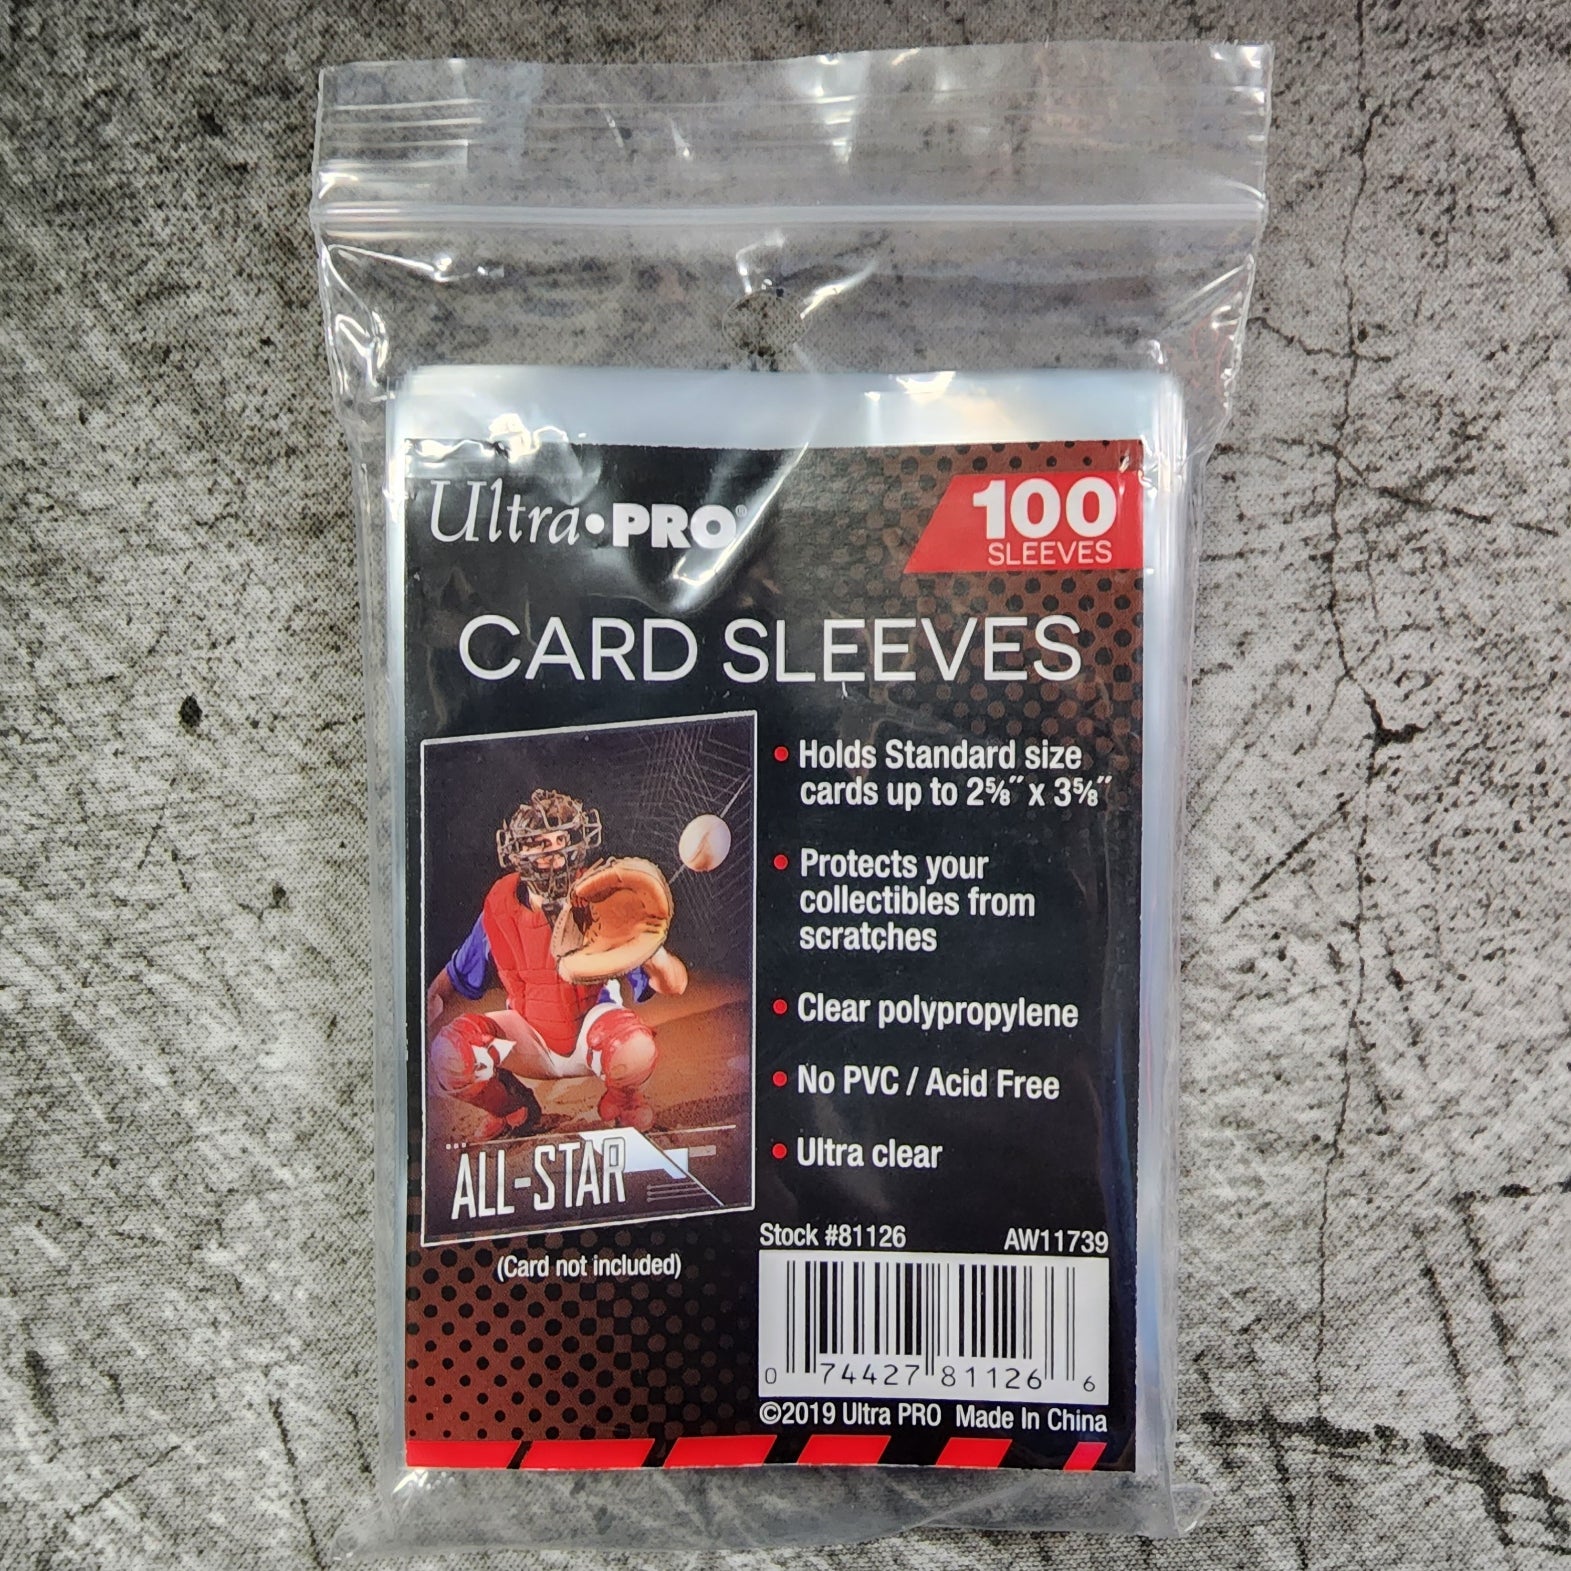 Ultra•PRO®
100
SLEEVES
CARD SLEEVES
• Holds Standard size
cards up to 2⅝″ x 3⅝″
• Protects your
collectibles from
scratches
• Clear polypropylene
• No PVC / Acid Free
• Ultra clear
ALL-STAR
(Card not included)
Stock #81126 AW11739
0 74427 81126 6
©2019 Ultra PRO Made In China